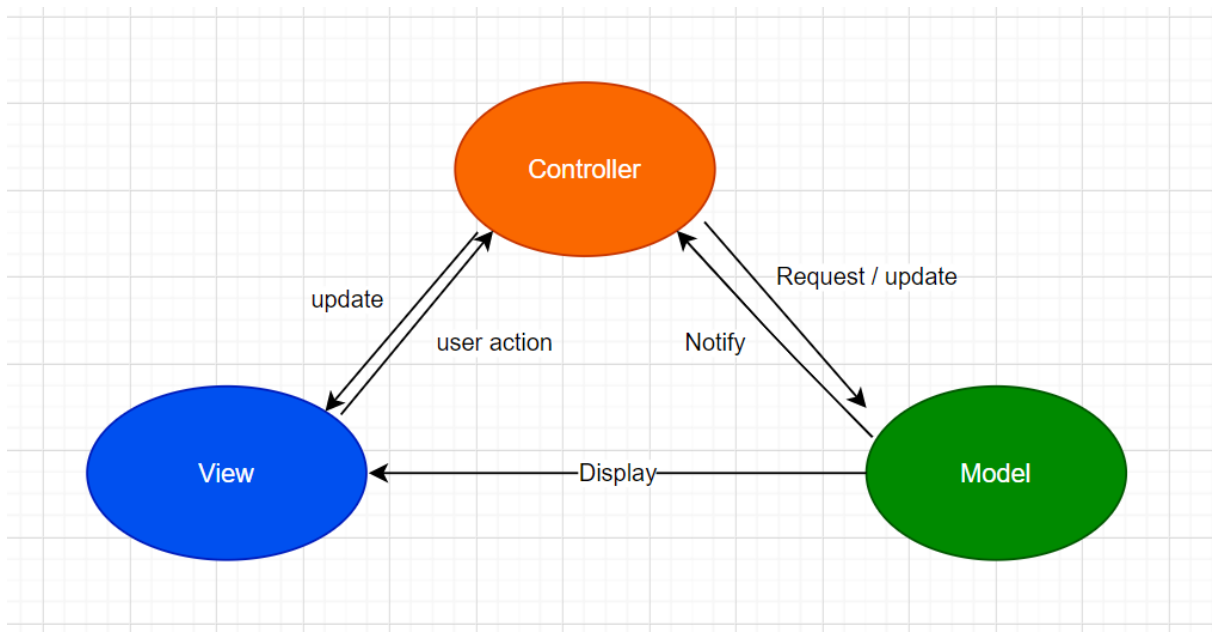 Controller
update
Request / update
user action
Notify
View
Display
Model